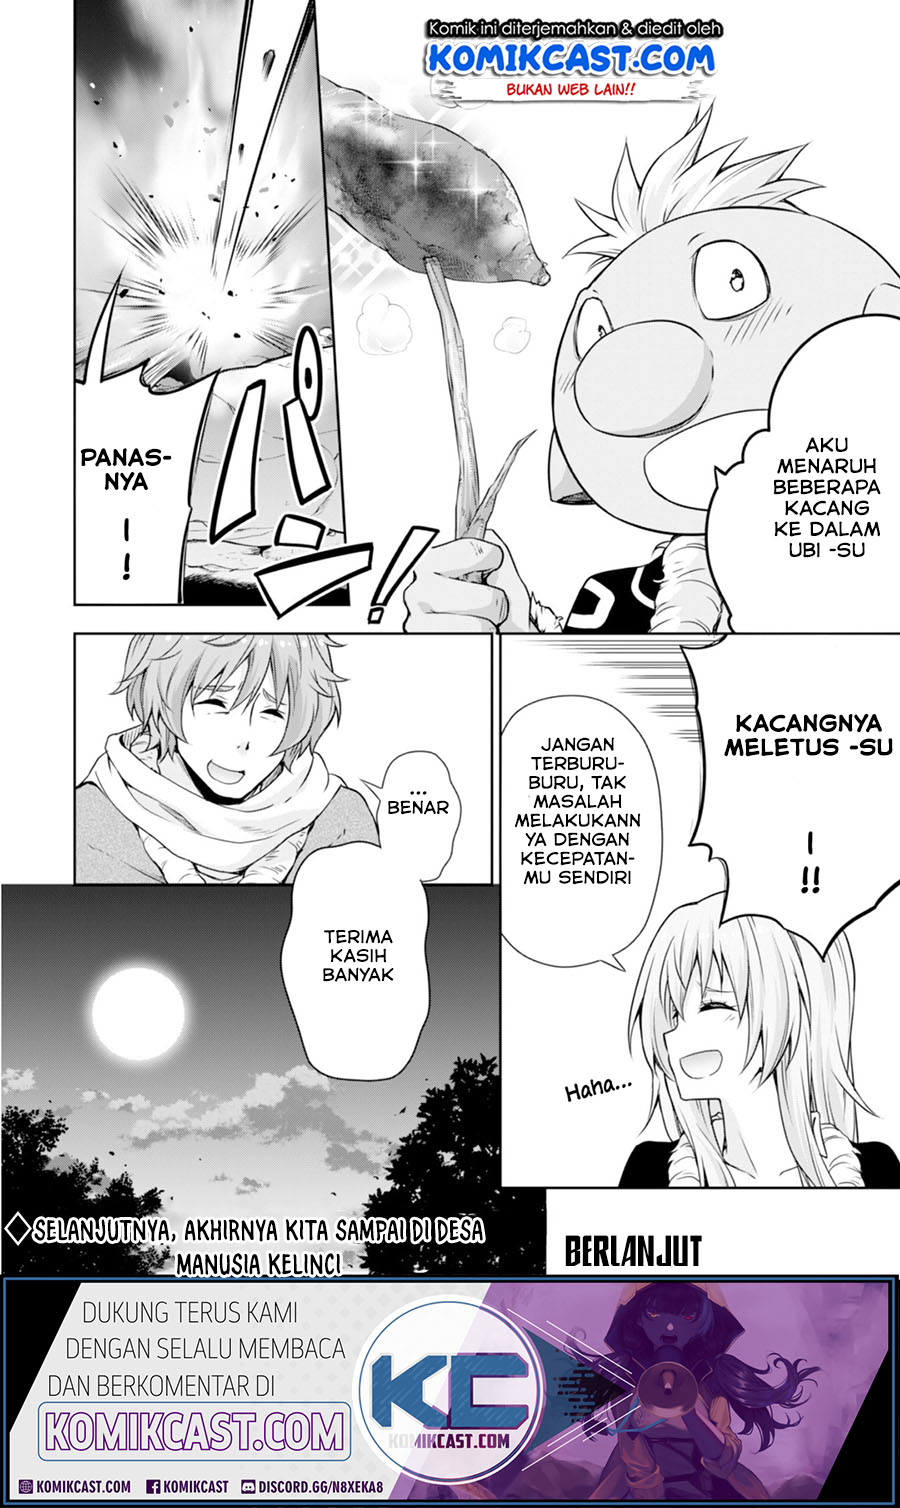 Komik ini diterjemahkan & diedit oleh
KOMIKCAST.COM
BUKAN WEB LAIN!!
AKU
MENARUH
BEBERAPA
KACANG
KE DALAM
UBI -SU
PANAS-
NYA
—!
パンッ!
KACANGNYA
MELETUS -SU
—!!
JANGAN
TERBURU-
BURU, TAK
MASALAH
MELAKUKANN
YA DENGAN
KECEPATAN-
MU SENDIRI
Haha...
...
BENAR
TERIMA
KASIH
BANYAK
◇SELANJUTNYA, AKHIRNYA KITA SAMPAI DI DESA
MANUSIA KELINCI
BERLANJUT
DUKUNG TERUS KAMI
DENGAN SELALU MEMBACA
DAN BERKOMENTAR DI
KOMIKCAST.COM
KOMIKCAST.COM KOMIKCAST DISCORD.GG/N8XEKA8
KC
KOMIKCAST.COM